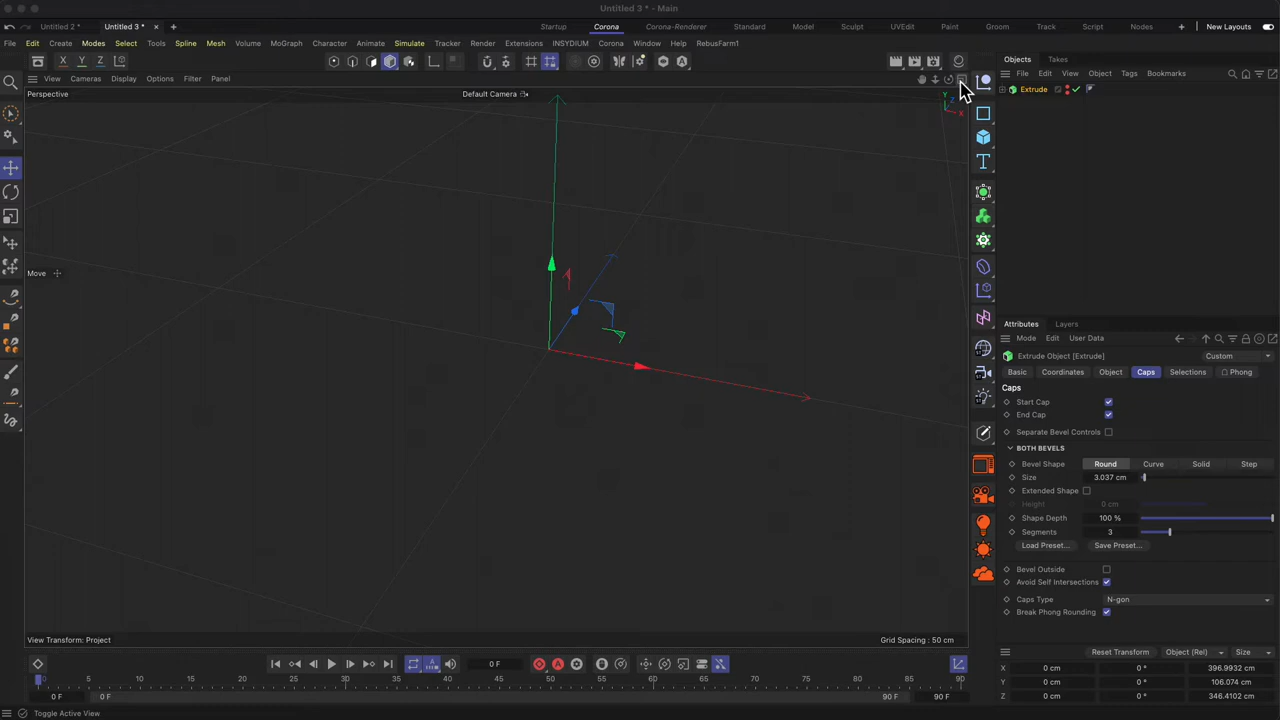 Untitled 3 * - Main
Untitled 2 *
Untitled 3 *
Startup
Corona
Corona-Renderer
Standard
Model
Sculpt
UVEdit
Paint
Groom
Track
Script
Nodes
New Layouts
File Edit Create Modes Select Tools Spline Mesh Volume MoGraph Character Animate Simulate Tracker Render Extensions INSYDIUM Corona Window Help RebusFarm1
Objects Takes
X Y Z
File Edit View Object Tags Bookmarks
View Cameras Display Options Filter Panel
Extrude
Perspective
Default Camera
Y
Z
X
Move
Attributes Layers
Mode Edit User Data
Extrude Object [Extrude]
Custom
Basic Coordinates Object Caps Selections Phong
Caps
Start Cap
End Cap
Separate Bevel Controls
BOTH BEVELS
Bevel Shape Round Curve Solid Step
Size 3.037 cm
Extended Shape
Height 0 cm
Shape Depth 100 %
Segments 3
Load Preset... Save Preset...
Bevel Outside
Avoid Self Intersections
Caps Type N-gon
Break Phong Rounding
View Transform: Project
Grid Spacing : 50 cm
Reset Transform Object (Rel) Size
0 F
X 0 cm 0 ° 396.9932 cm
Y 0 cm 0 ° 106.074 cm
Z 0 cm 0 ° 346.4102 cm
0 5 10 15 20 25 30 35 40 45 50 55 60 65 70 75 80 85 90
0 F 0 F 90 F 90 F
Toggle Active View